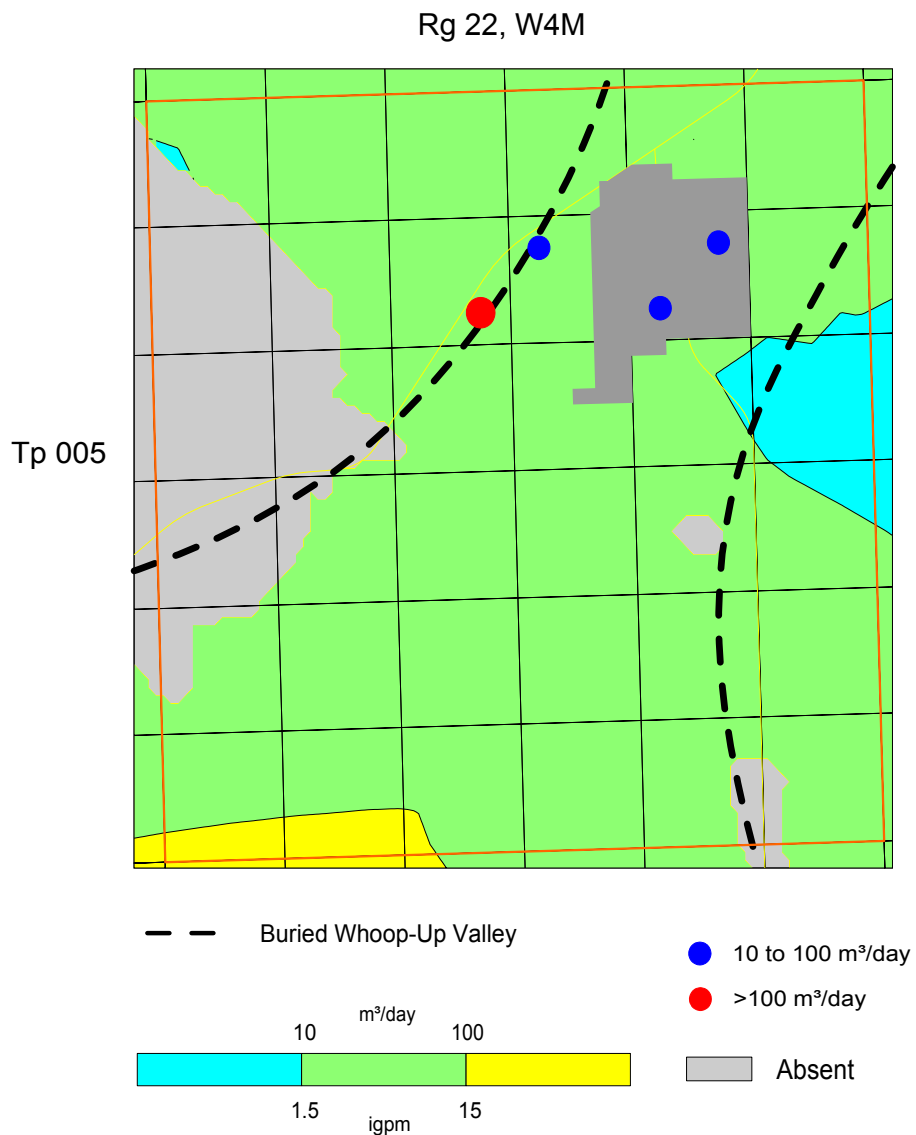 Rg 22, W4M
Tp 005
Buried Whoop-Up Valley
10 to 100 m³/day
>100 m³/day
m³/day
10 100
Absent
1.5 15
igpm